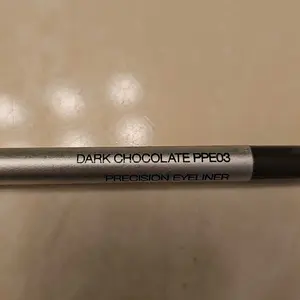 DARK CHOCOLATE PPE03
PRECISION EYELINER